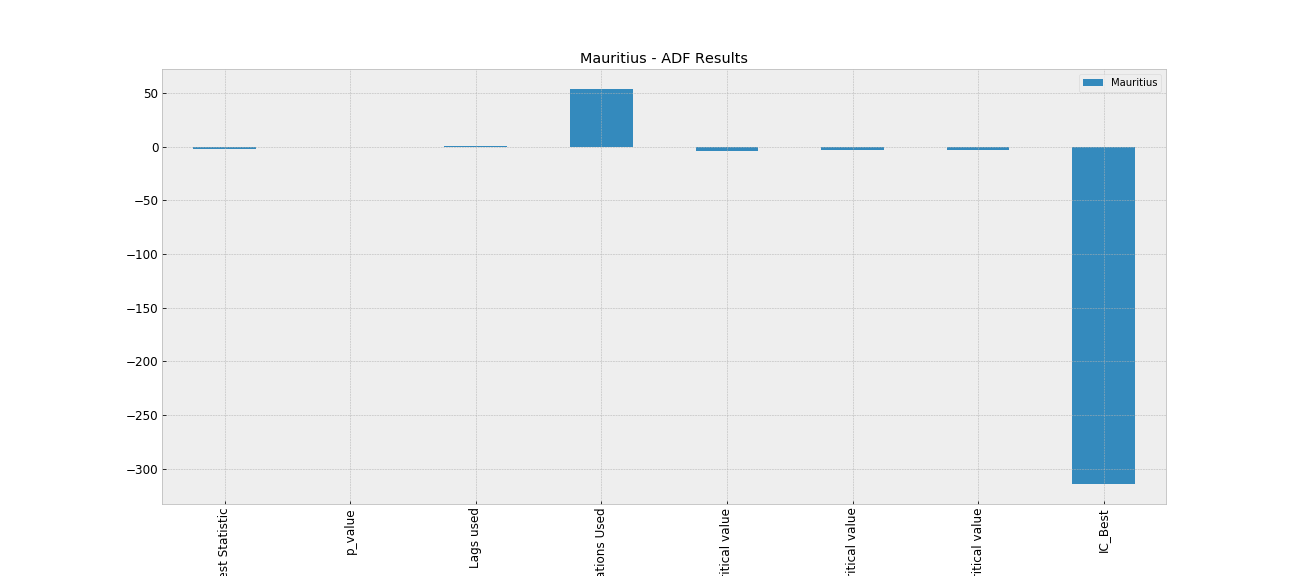 Mauritius - ADF Results
Mauritius
50
0
−50
−100
−150
−200
−250
−300
est Statistic
p_value
Lags used
ations Used
ritical value
ritical value
ritical value
IC_Best